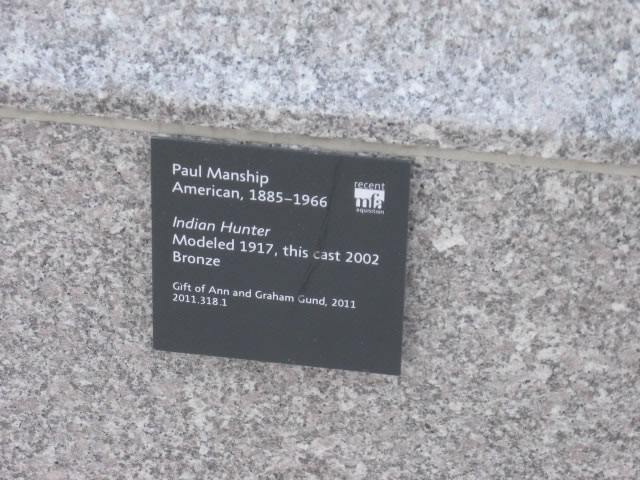 Paul Manship
American, 1885–1966
recent
mfa
aquisition
Indian Hunter
Modeled 1917, this cast 2002
Bronze
Gift of Ann and Graham Gund, 2011
2011.318.1